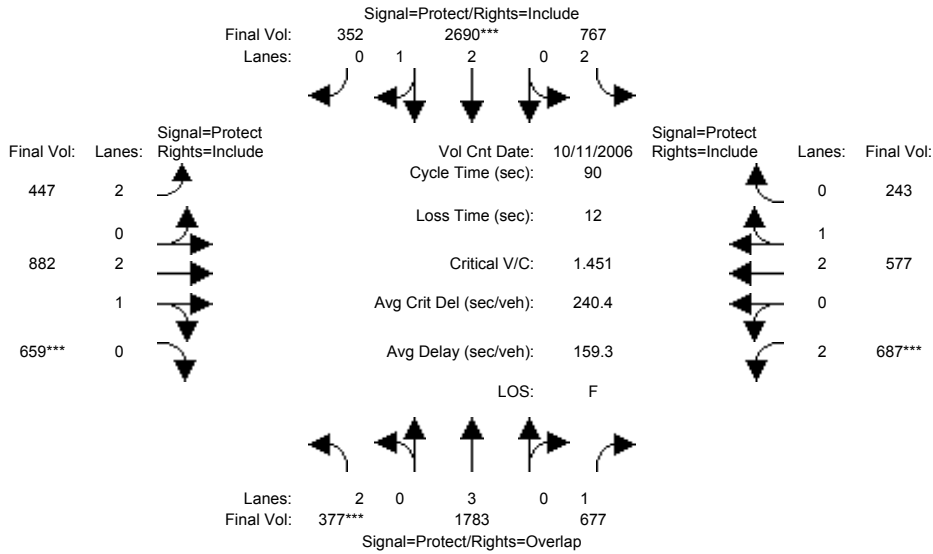 Signal=Protect/Rights=Include
Final Vol: 352 2690*** 767
Lanes: 0 1 2 0 2
Signal=Protect
Final Vol: Lanes: Rights=Include
Vol Cnt Date: 10/11/2006
Signal=Protect
Rights=Include Lanes: Final Vol:
Cycle Time (sec): 90
447 2
0 243
Loss Time (sec): 12
0
1
882 2
Critical V/C: 1.451
2 577
1
Avg Crit Del (sec/veh): 240.4
0
659*** 0
Avg Delay (sec/veh): 159.3
2 687***
LOS: F
Lanes: 2 0 3 0 1
Final Vol: 377*** 1783 677
Signal=Protect/Rights=Overlap